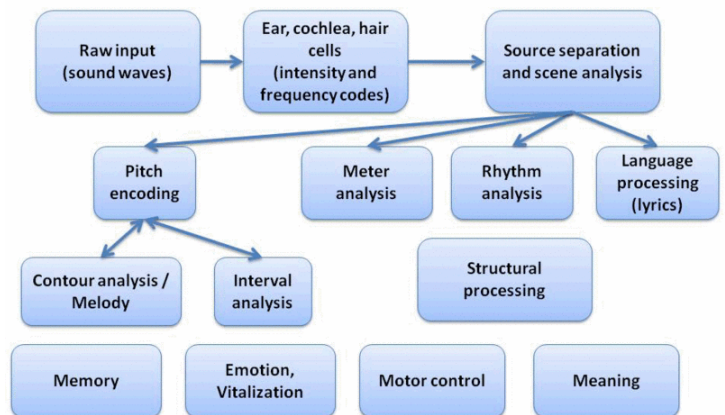 Raw input
(sound waves)
Ear, cochlea, hair
cells
(intensity and
frequency codes)
Source separation
and scene analysis
Pitch
encoding
Meter
analysis
Rhythm
analysis
Language
processing
(lyrics)
Contour analysis /
Melody
Interval
analysis
Structural
processing
Memory
Emotion,
Vitalization
Motor control
Meaning